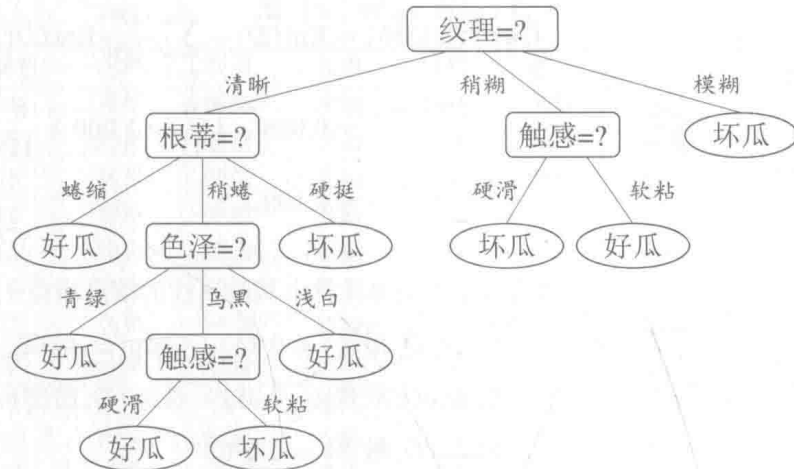 纹理=?
清晰 稍糊 模糊
根蒂=? 触感=? 坏瓜
蜷缩 稍蜷 硬挺 硬滑 软粘
好瓜 色泽=? 坏瓜 坏瓜 好瓜
青绿 乌黑 浅白
好瓜 触感=? 好瓜
硬滑 软粘
好瓜 坏瓜